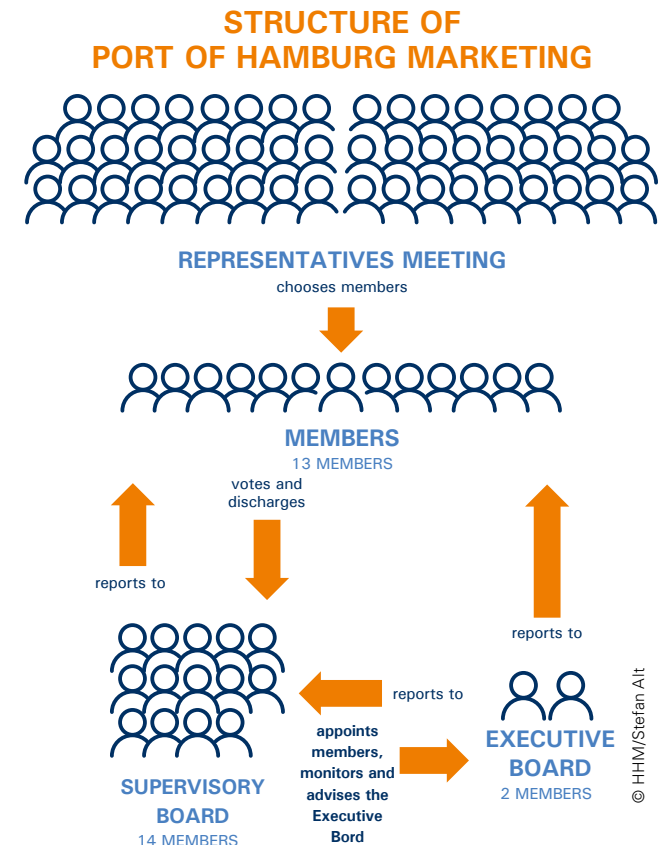 STRUCTURE OF
PORT OF HAMBURG MARKETING
REPRESENTATIVES MEETING
chooses members
MEMBERS
13 MEMBERS
votes and
discharges
reports to
reports to
reports to
appoints
members,
monitors and
advises the
Executive
Bord
SUPERVISORY
BOARD
14 MEMBERS
EXECUTIVE
BOARD
2 MEMBERS
© HHM/Stefan Alt